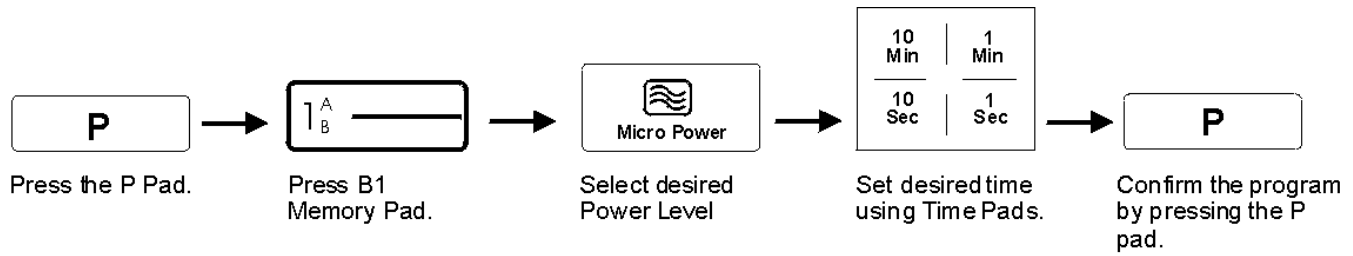 P
1 A
B
Micro Power
10 Min 1 Min
10 Sec 1 Sec
P
Press the P Pad.
Press B1
Memory Pad.
Select desired
Power Level
Set desired time
using Time Pads.
Confirm the program
by pressing the P
pad.